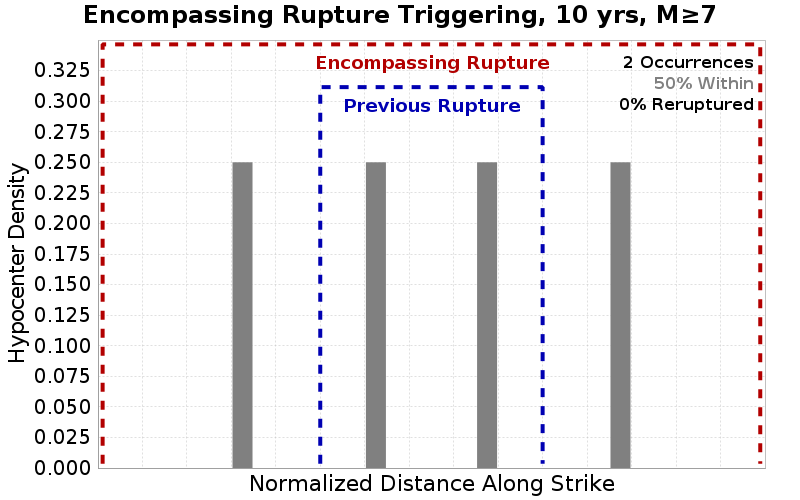 Encompassing Rupture Triggering, 10 yrs, M≥7
Encompassing Rupture
2 Occurrences
50% Within
0% Reruptured
Previous Rupture
Hypocenter Density
0.325
0.300
0.275
0.250
0.225
0.200
0.175
0.150
0.125
0.100
0.075
0.050
0.025
0.000
Normalized Distance Along Strike